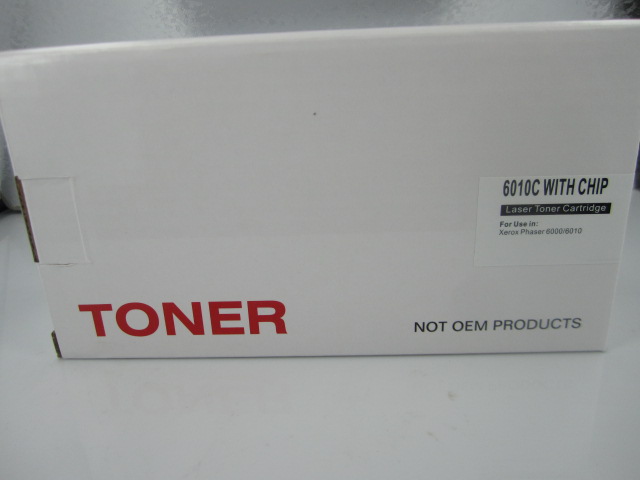 6010C WITH CHIP
Laser Toner Cartridge
For Use in:
Xerox Phaser 6000/6010
TONER
NOT OEM PRODUCTS